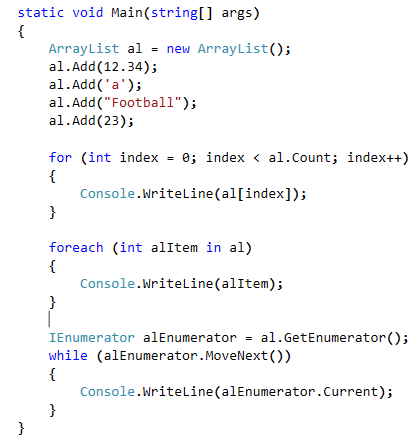 static void Main(string[] args)
{
    ArrayList al = new ArrayList();
    al.Add(12.34);
    al.Add('a');
    al.Add("Football");
    al.Add(23);

    for (int index = 0; index < al.Count; index++)
    {
        Console.WriteLine(al[index]);
    }

    foreach (int alItem in al)
    {
        Console.WriteLine(alItem);
    }

    IEnumerator alEnumerator = al.GetEnumerator();
    while (alEnumerator.MoveNext())
    {
        Console.WriteLine(alEnumerator.Current);
    }
}